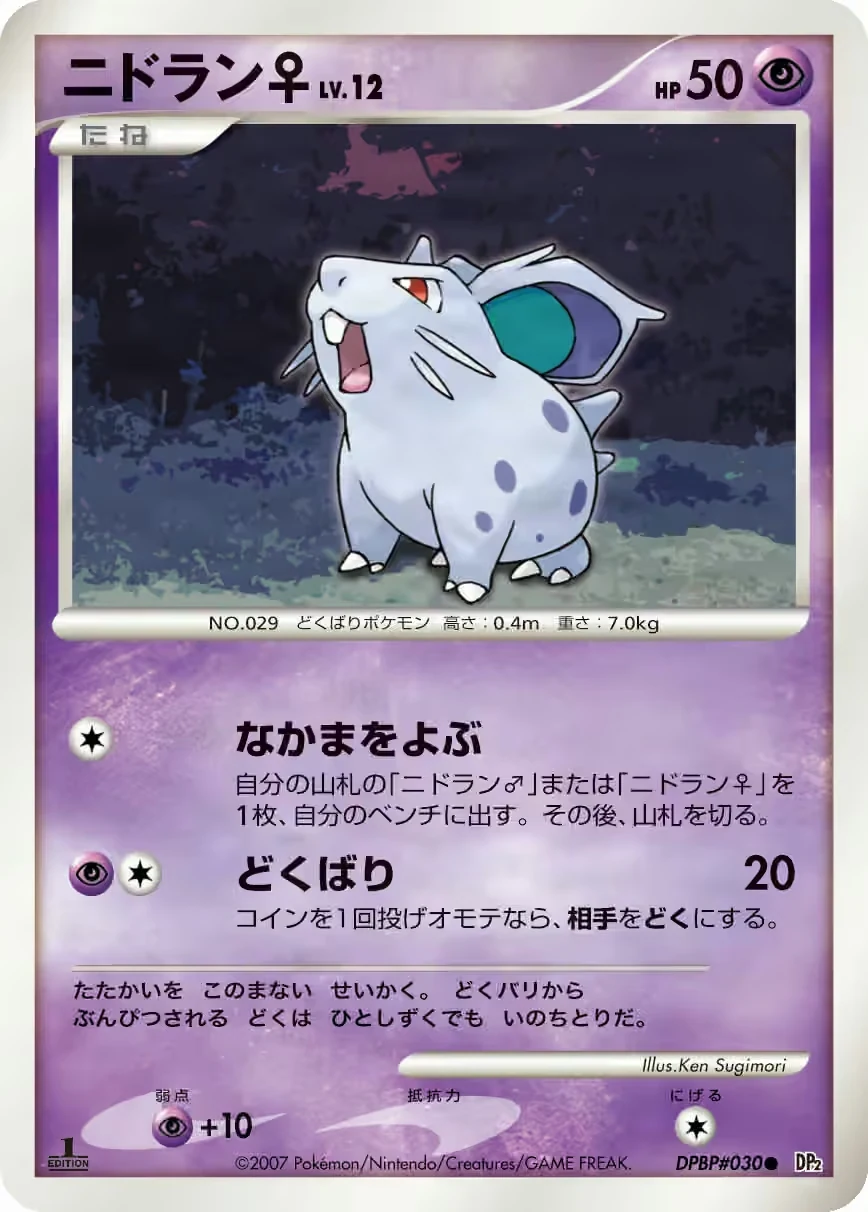 ニドラン♀ LV.12 HP 50
たね
NO.029 どくばりポケモン 高さ:0.4m 重さ:7.0kg
なかまをよぶ
自分の山札の「ニドラン♂」または「ニドラン♀」を
1枚、自分のベンチに出す。その後、山札を切る。
どくばり 20
コインを1回投げオモテなら、相手をどくにする。
たたかいを このまない せいかく。 どくバリから
ぶんぴつされる どくは ひとしずくでも いのちとりだ。
Illus.Ken Sugimori
弱点 抵抗力 にげる
+10
1 EDITION ©2007 Pokémon/Nintendo/Creatures/GAME FREAK. DPBP#030● DP2